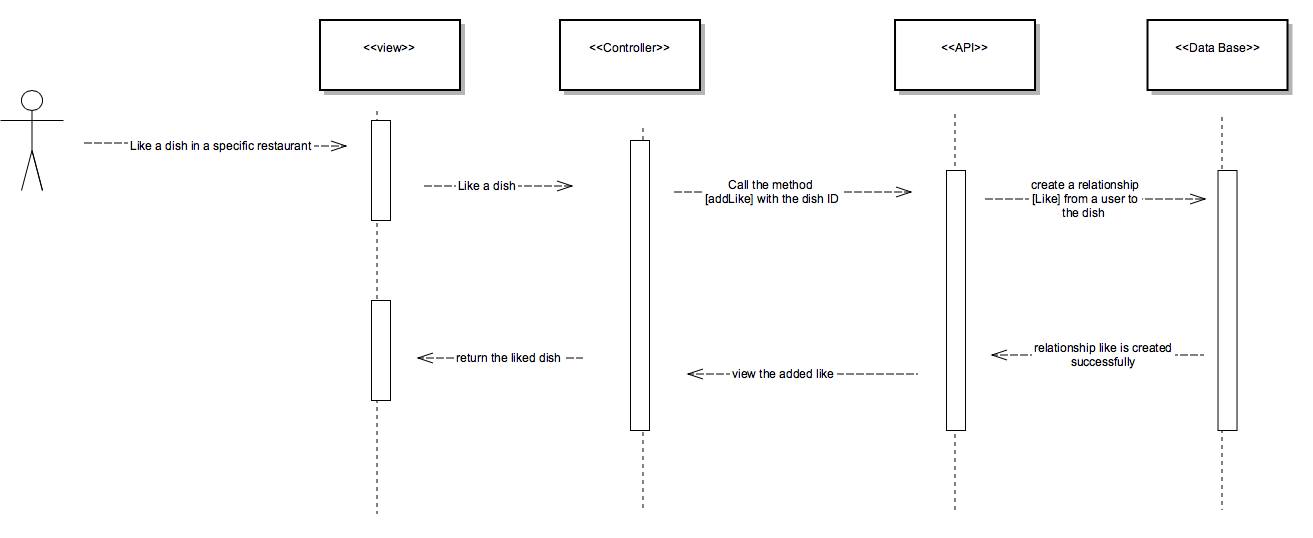 <<view>>
<<Controller>>
<<API>>
<<Data Base>>
Like a dish in a specific restaurant
Like a dish
Call the method
[addLike] with the dish ID
create a relationship
[Like] from a user to
the dish
return the liked dish
view the added like
relationship like is created
successfully